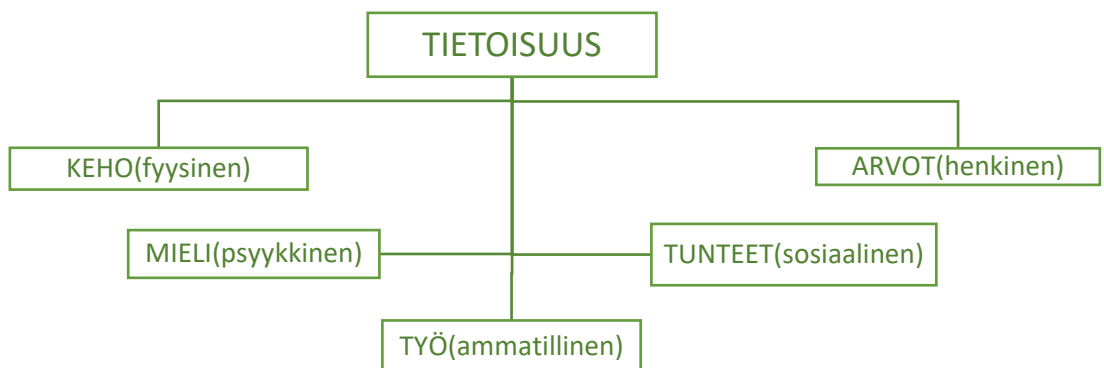 TIETOISUUS
KEHO(fyysinen)
ARVOT(henkinen)
MIELI(psyykkinen)
TUNTEET(sosiaalinen)
TYÖ(ammatillinen)